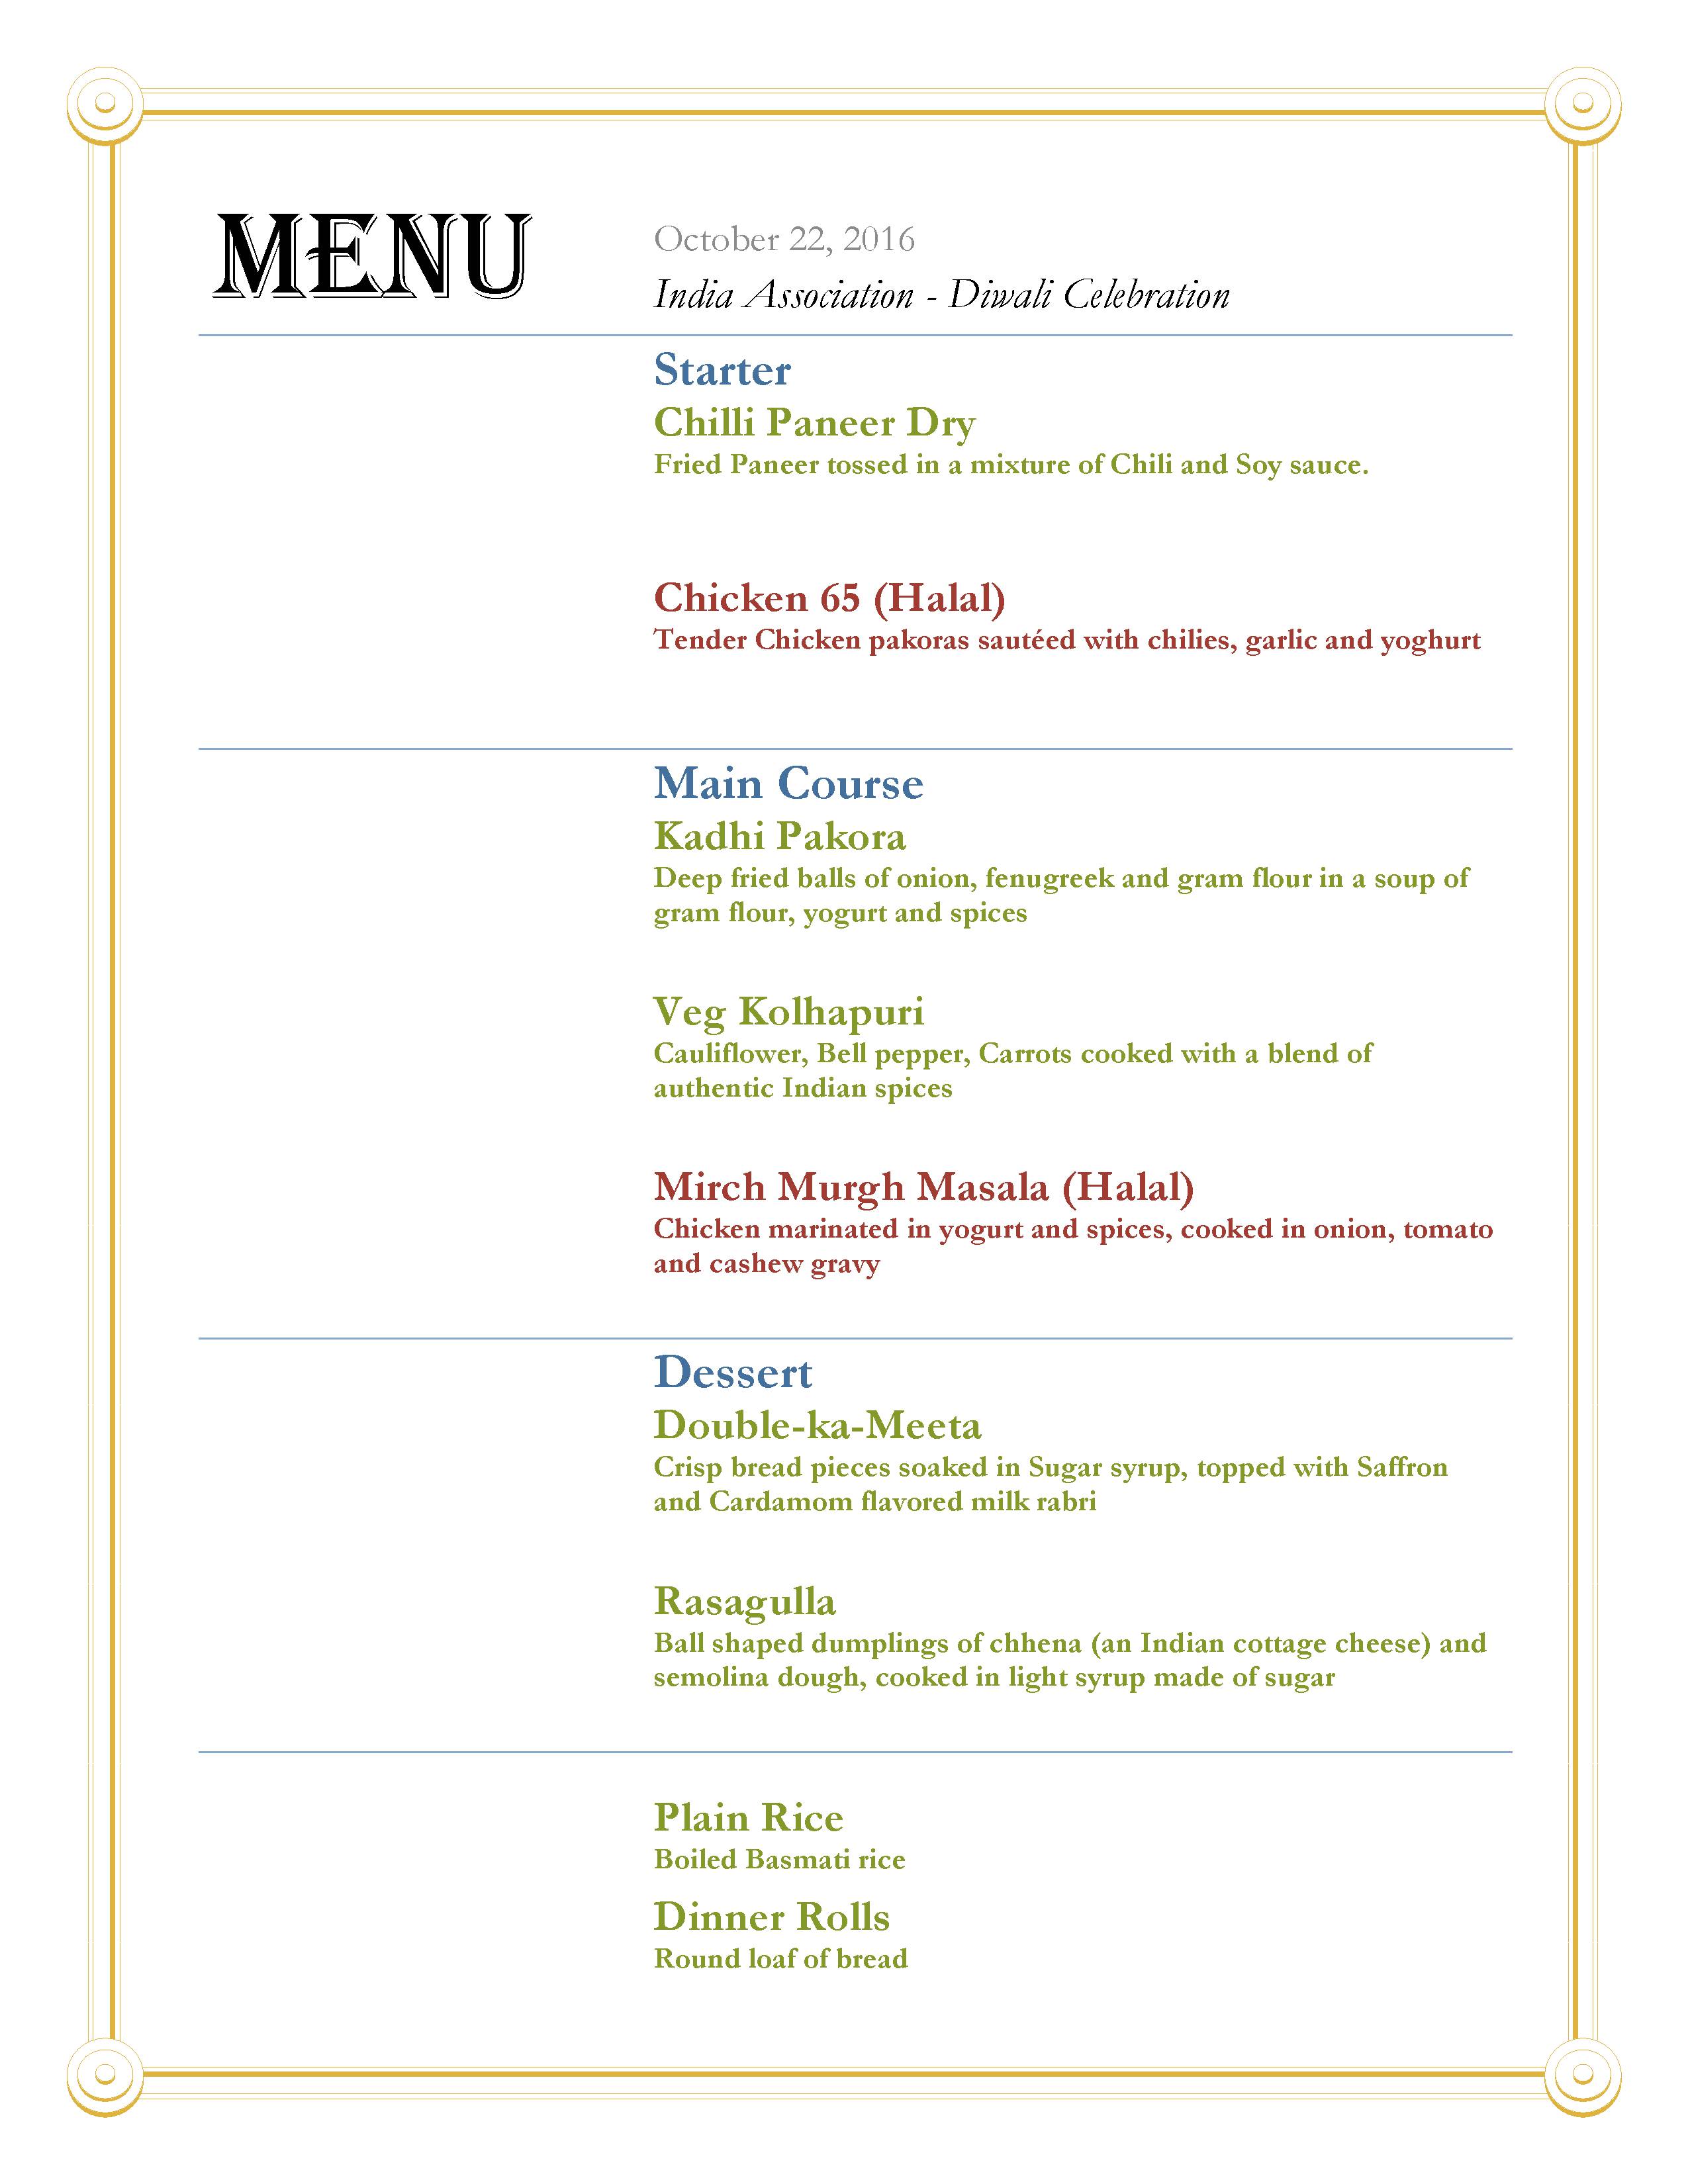 MENU
October 22, 2016
India Association - Diwali Celebration
Starter
Chilli Paneer Dry
Fried Paneer tossed in a mixture of Chili and Soy sauce.
Chicken 65 (Halal)
Tender Chicken pakoras sautéed with chilies, garlic and yoghurt
Main Course
Kadhi Pakora
Deep fried balls of onion, fenugreek and gram flour in a soup of
gram flour, yogurt and spices
Veg Kolhapuri
Cauliflower, Bell pepper, Carrots cooked with a blend of
authentic Indian spices
Mirch Murgh Masala (Halal)
Chicken marinated in yogurt and spices, cooked in onion, tomato
and cashew gravy
Dessert
Double-ka-Meeta
Crisp bread pieces soaked in Sugar syrup, topped with Saffron
and Cardamom flavored milk rabri
Rasagulla
Ball shaped dumplings of chhena (an Indian cottage cheese) and
semolina dough, cooked in light syrup made of sugar
Plain Rice
Boiled Basmati rice
Dinner Rolls
Round loaf of bread